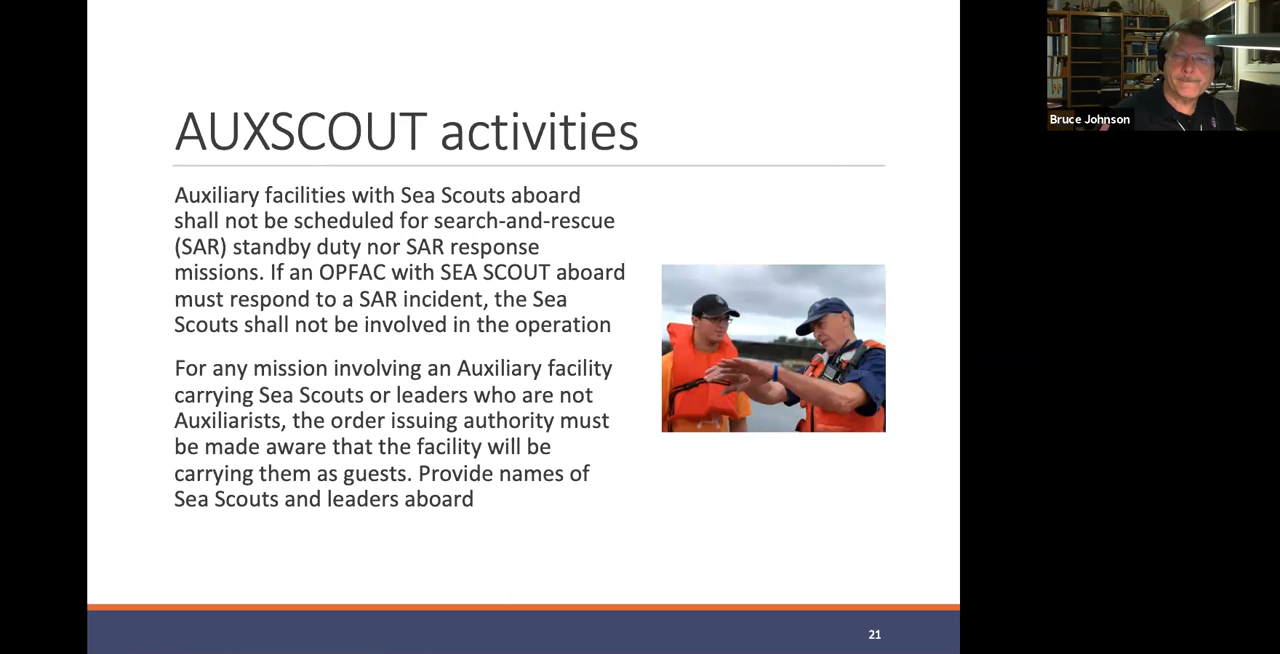 AUXSCOUT activities
Auxiliary facilities with Sea Scouts aboard
shall not be scheduled for search-and-rescue
(SAR) standby duty nor SAR response
missions. If an OPFAC with SEA SCOUT aboard
must respond to a SAR incident, the Sea
Scouts shall not be involved in the operation
For any mission involving an Auxiliary facility
carrying Sea Scouts or leaders who are not
Auxiliarists, the order issuing authority must
be made aware that the facility will be
carrying them as guests. Provide names of
Sea Scouts and leaders aboard
21
Bruce Johnson